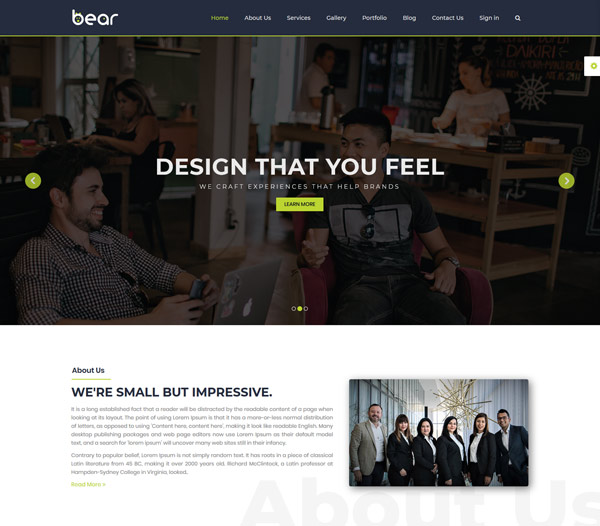 bear
Home About Us Services Gallery Portfolio Blog Contact Us Sign in
DAIKIRI
DESIGN THAT YOU FEEL
WE CRAFT EXPERIENCES THAT HELP BRANDS
LEARN MORE
About Us
WE'RE SMALL BUT IMPRESSIVE.
It is a long established fact that a reader will be distracted by the readable content of a page when
looking at its layout. The point of using Lorem Ipsum is that it has a more-or-less normal distribution
of letters, as opposed to using 'Content here, content here', making it look like readable English. Many
desktop publishing packages and web page editors now use Lorem Ipsum as their default model
text, and a search for 'lorem ipsum' will uncover many web sites still in their infancy.
Contrary to popular belief, Lorem Ipsum is not simply random text. It has roots in a piece of classical
Latin literature from 45 BC, making it over 2000 years old. Richard McClintock, a Latin professor at
Hampden-Sydney College in Virginia, looked..
Read More »
About Us